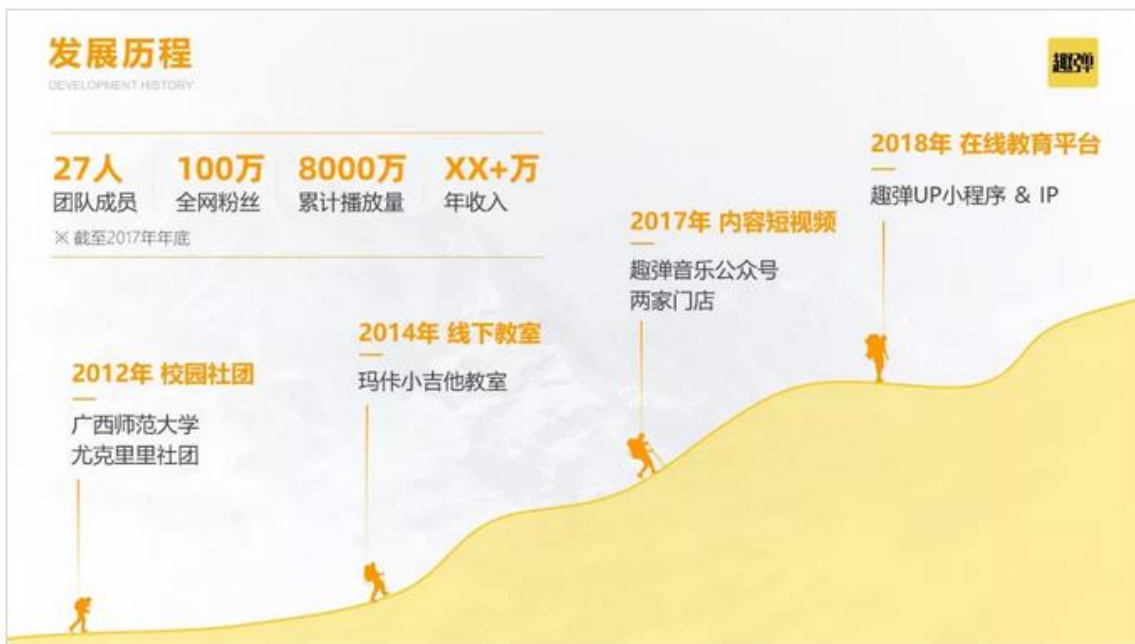 发展历程
DEVELOPMENT HISTORY
趣弹
27人
团队成员
100万
全网粉丝
8000万
累计播放量
XX+万
年收入
※ 截至2017年年底
2012年 校园社团
广西师范大学
尤克里里社团
2014年 线下教室
玛佧小吉他教室
2017年 内容短视频
趣弹音乐公众号
两家门店
2018年 在线教育平台
趣弹UP小程序 & IP